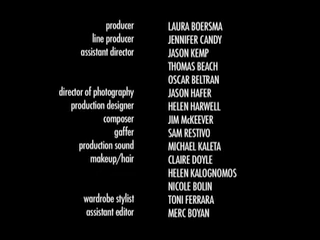 producer LAURA BOERSMA
line producer JENNIFER CANDY
assistant director JASON KEMP
THOMAS BEACH
OSCAR BELTRAN
director of photography JASON HAFER
production designer HELEN HARWELL
composer JIM McKEEVER
gaffer SAM RESTIVO
production sound MICHAEL KALETA
makeup/hair CLAIRE DOYLE
HELEN KALOGNOMOS
NICOLE BOLIN
wardrobe stylist TONI FERRARA
assistant editor MERC BOYAN